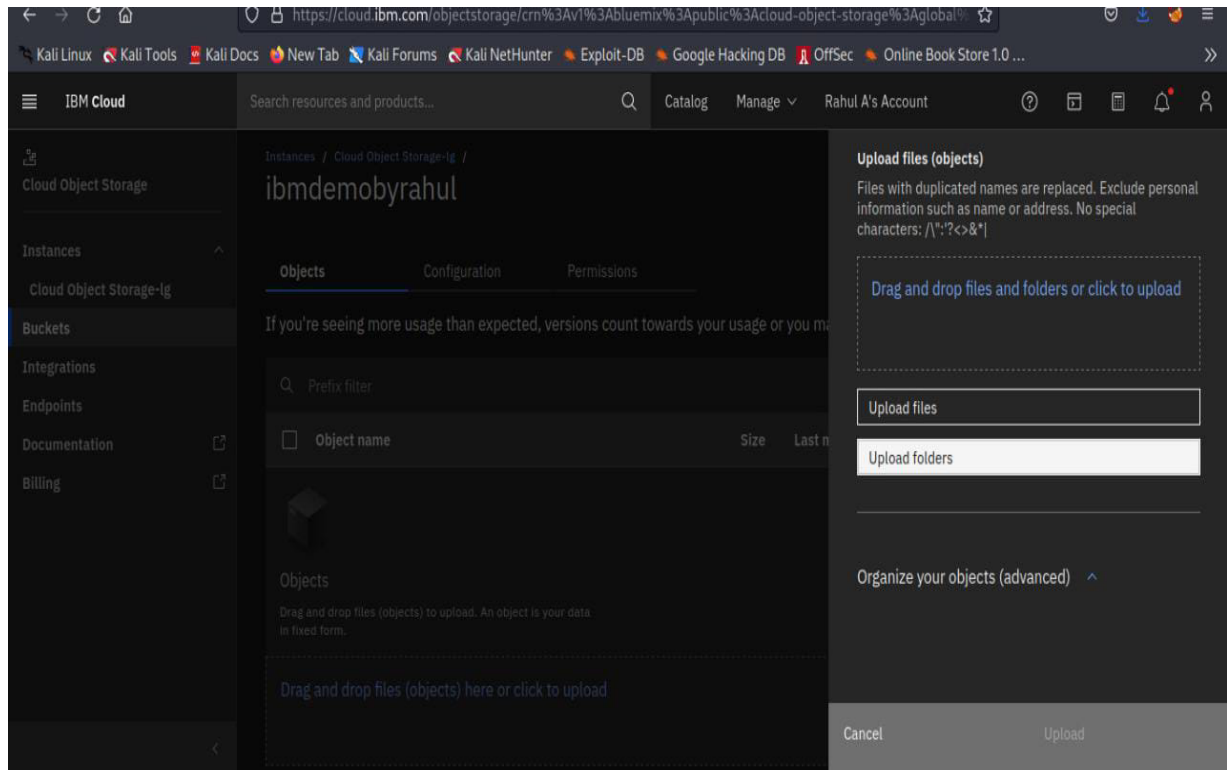 https://cloud.ibm.com/objectstorage/crn%3Av1%3Abluemix%3Apublic%3Acloud-object-storage%3Aglobal%
Kali Linux Kali Tools Kali Docs New Tab Kali Forums Kali NetHunter Exploit-DB Google Hacking DB OffSec Online Book Store 1.0 ...
IBM Cloud Search resources and products... Catalog Manage Rahul A's Account
Cloud Object Storage
Instances
Cloud Object Storage-lg
Buckets
Integrations
Endpoints
Documentation
Billing
Instances / Cloud Object Storage-lg /
ibmdemobyrahul
Objects Configuration Permissions
If you're seeing more usage than expected, versions count towards your usage or you ma
Prefix filter
Object name Size Last m
Objects
Drag and drop files (objects) to upload. An object is your data
in fixed form.
Drag and drop files (objects) here or click to upload
Upload files (objects)
Files with duplicated names are replaced. Exclude personal
information such as name or address. No special
characters: /\":'?<>&*|
Drag and drop files and folders or click to upload
Upload files
Upload folders
Organize your objects (advanced)
Cancel Upload